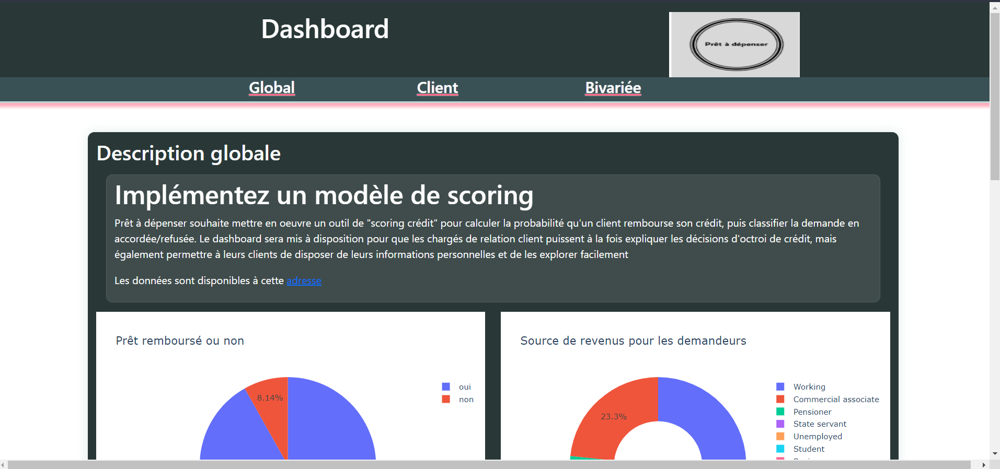 Dashboard
Prêt à dépenser
Global
Client
Bivariée
Description globale
Implémentez un modèle de scoring
Prêt à dépenser souhaite mettre en oeuvre un outil de "scoring crédit" pour calculer la probabilité qu'un client rembourse son crédit, puis classifier la demande en
accordée/refusée. Le dashboard sera mis à disposition pour que les chargés de relation client puissent à la fois expliquer les décisions d'octroi de crédit, mais
également permettre à leurs clients de disposer de leurs informations personnelles et de les explorer facilement
Les données sont disponibles à cette adresse
Prêt remboursé ou non
8.14%
oui
non
Source de revenus pour les demandeurs
23.3%
Working
Commercial associate
Pensioner
State servant
Unemployed
Student